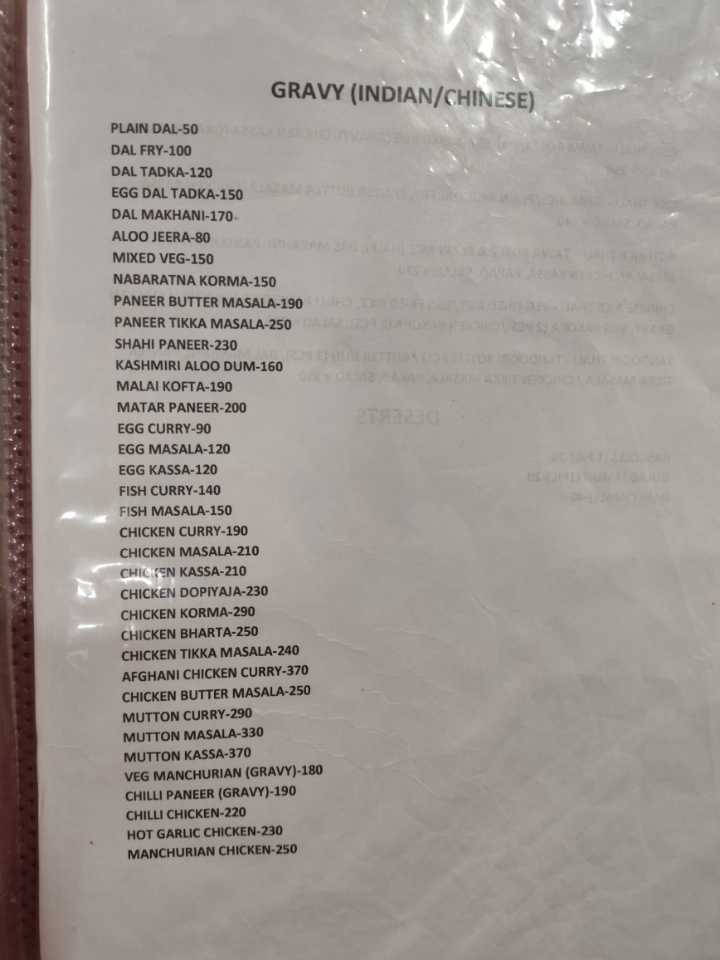 GRAVY (INDIAN/CHINESE)
PLAIN DAL-50
DAL FRY-100
DAL TADKA-120
EGG DAL TADKA-150
DAL MAKHANI-170
ALOO JEERA-80
MIXED VEG-150
NABARATNA KORMA-150
PANEER BUTTER MASALA-190
PANEER TIKKA MASALA-250
SHAHI PANEER-230
KASHMIRI ALOO DUM-160
MALAI KOFTA-190
MATAR PANEER-200
EGG CURRY-90
EGG MASALA-120
EGG KASSA-120
FISH CURRY-140
FISH MASALA-150
CHICKEN CURRY-190
CHICKEN MASALA-210
CHICKEN KASSA-210
CHICKEN DOPIYAJA-230
CHICKEN KORMA-290
CHICKEN BHARTA-250
CHICKEN TIKKA MASALA-240
AFGHANI CHICKEN CURRY-370
CHICKEN BUTTER MASALA-250
MUTTON CURRY-290
MUTTON MASALA-330
MUTTON KASSA-370
VEG MANCHURIAN (GRAVY)-180
CHILLI PANEER (GRAVY)-190
CHILLI CHICKEN-220
HOT GARLIC CHICKEN-230
MANCHURIAN CHICKEN-250
DESERTS